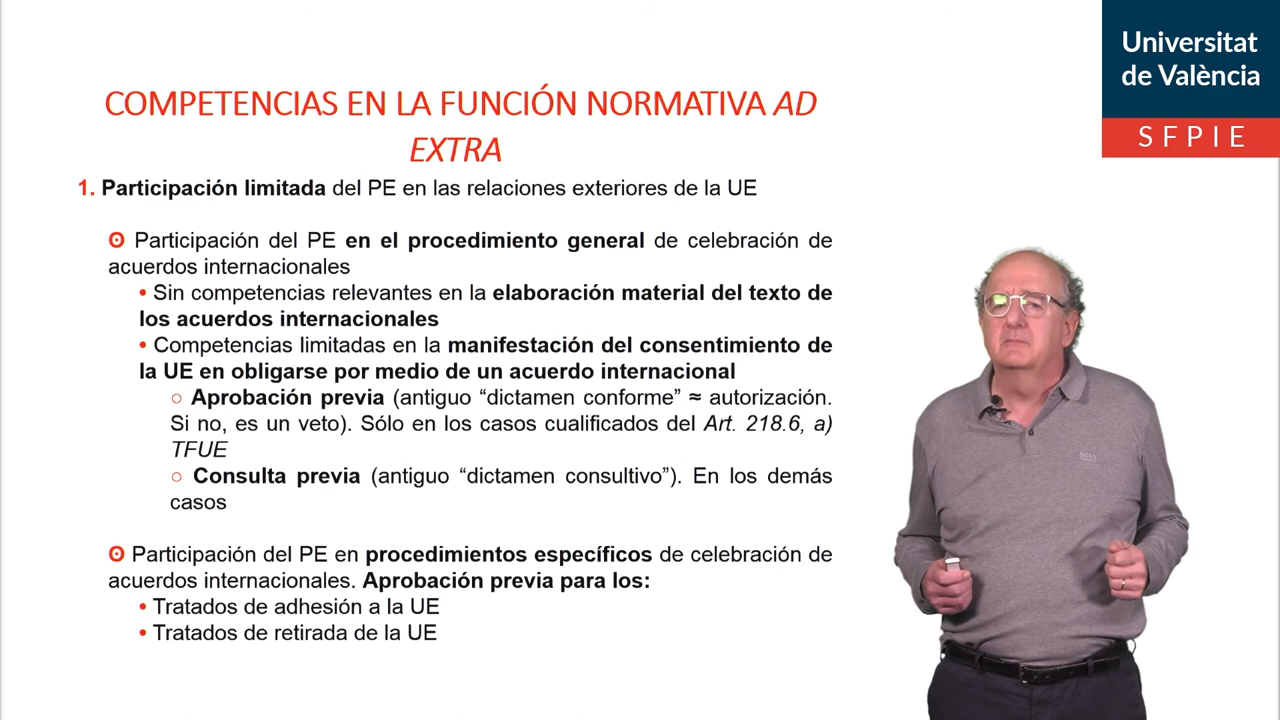 Universitat
de València
SFPIE
COMPETENCIAS EN LA FUNCIÓN NORMATIVA AD
EXTRA
1. Participación limitada del PE en las relaciones exteriores de la UE
ʘ Participación del PE en el procedimiento general de celebración de
acuerdos internacionales
• Sin competencias relevantes en la elaboración material del texto de
los acuerdos internacionales
• Competencias limitadas en la manifestación del consentimiento de
la UE en obligarse por medio de un acuerdo internacional
○ Aprobación previa (antiguo “dictamen conforme” ≈ autorización.
Si no, es un veto). Sólo en los casos cualificados del Art. 218.6, a)
TFUE
○ Consulta previa (antiguo “dictamen consultivo”). En los demás
casos
ʘ Participación del PE en procedimientos específicos de celebración de
acuerdos internacionales. Aprobación previa para los:
• Tratados de adhesión a la UE
• Tratados de retirada de la UE
BOSS